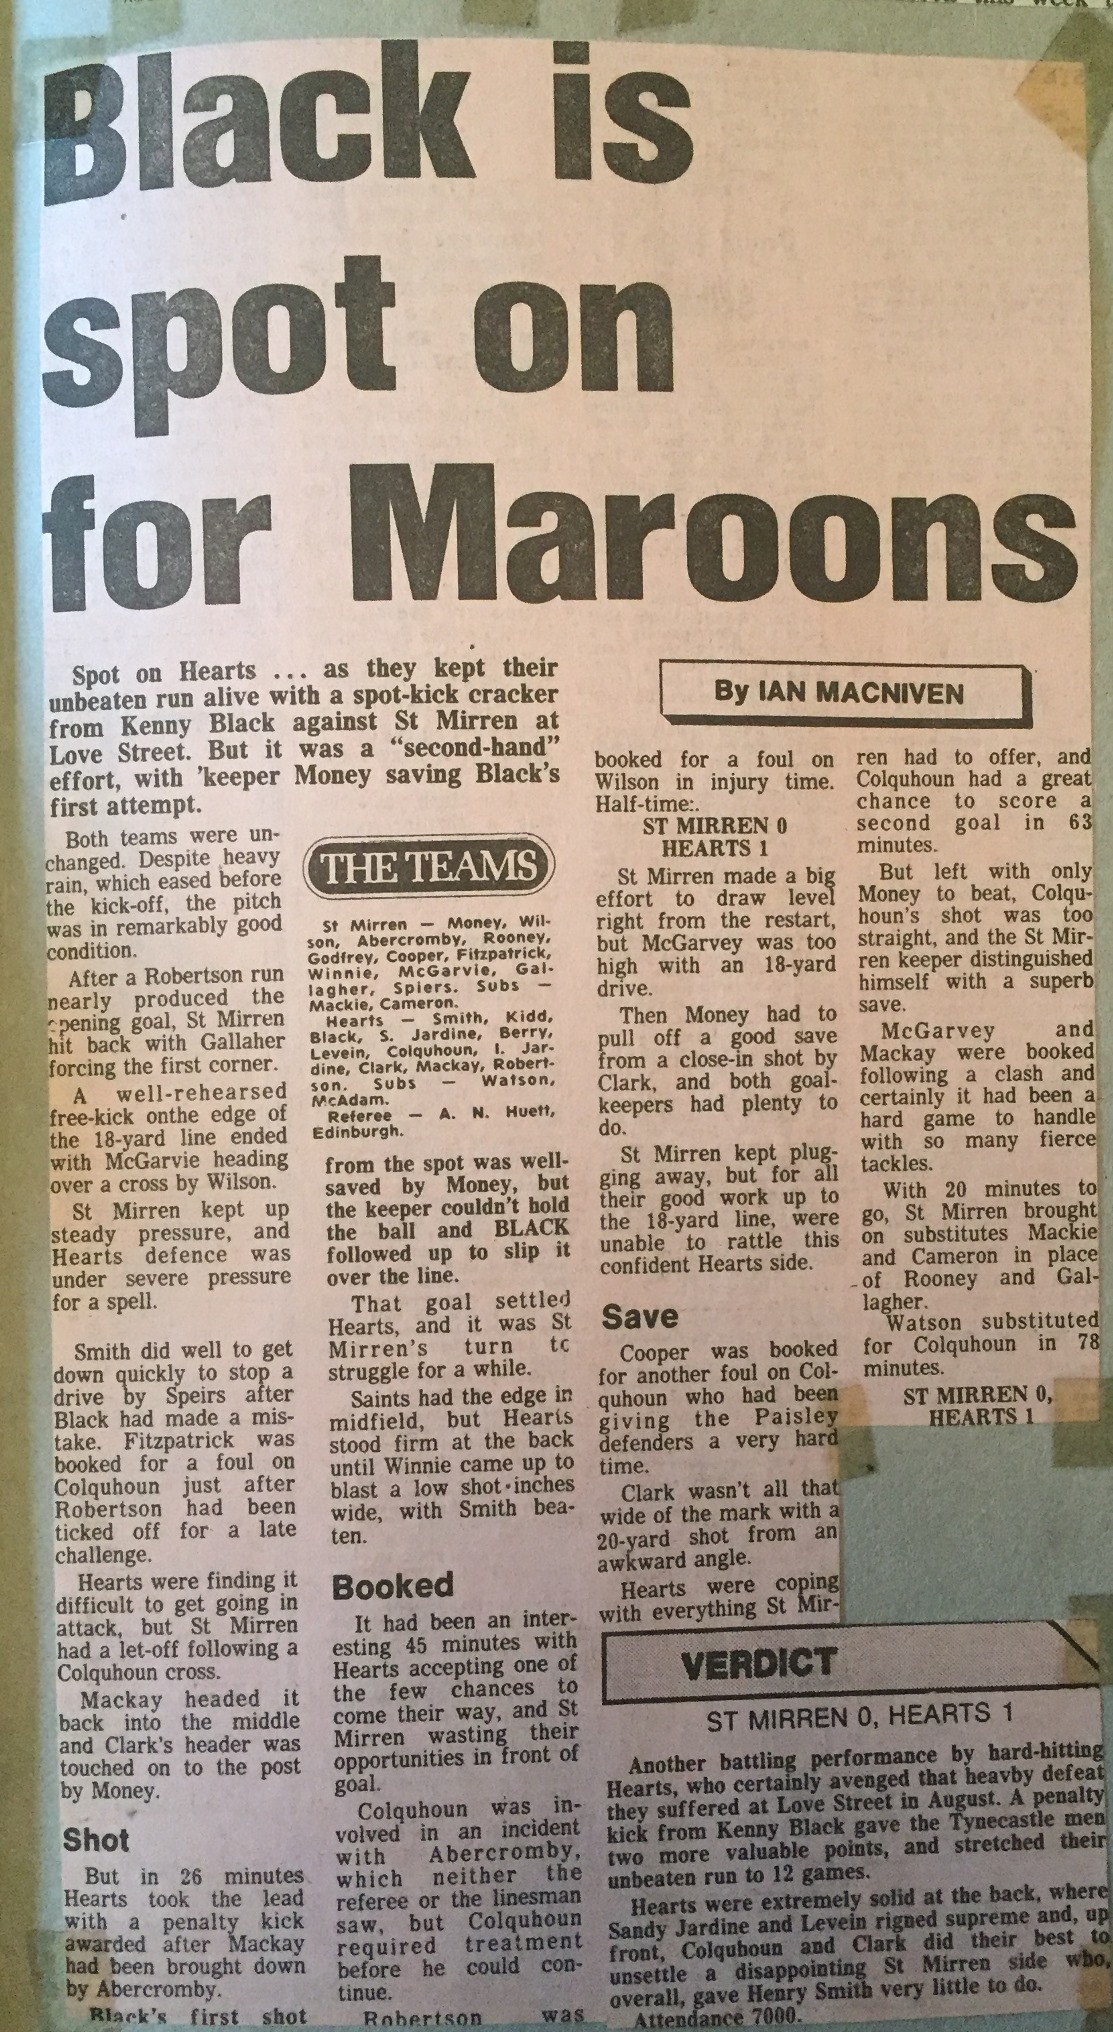 Black is
spot on
for Maroons
Spot on Hearts ... as they kept their
unbeaten run alive with a spot-kick cracker
from Kenny Black against St Mirren at
Love Street. But it was a "second-hand"
effort, with 'keeper Money saving Black's
first attempt.
By IAN MACNIVEN
Both teams were un-
changed. Despite heavy
rain, which eased before
the kick-off, the pitch
was in remarkably good
condition.
After a Robertson run
nearly produced the
opening goal, St Mirren
hit back with Gallaher
forcing the first corner.
A well-rehearsed
free-kick onthe edge of
the 18-yard line ended
with McGarvie heading
over a cross by Wilson.
St Mirren kept up
steady pressure, and
Hearts defence was
under severe pressure
for a spell.
Smith did well to get
down quickly to stop a
drive by Speirs after
Black had made a mis-
take. Fitzpatrick was
booked for a foul on
Colquhoun just after
Robertson had been
ticked off for a late
challenge.
Hearts were finding it
difficult to get going in
attack, but St Mirren
had a let-off following a
Colquhoun cross.
Mackay headed it
back into the middle
and Clark's header was
touched on to the post
by Money.
Shot
But in 26 minutes
Hearts took the lead
with a penalty kick
awarded after Mackay
had been brought down
by Abercromby.
Black's first shot
THE TEAMS
St Mirren — Money, Wil-
son, Abercromby, Rooney,
Godfrey, Cooper, Fitzpatrick,
Winnie, McGarvie, Gal-
lagher, Spiers. Subs —
Mackie, Cameron.
Hearts — Smith, Kidd,
Black, S. Jardine, Berry,
Levein, Colquhoun, I. Jar-
dine, Clark, Mackay, Robert-
son. Subs — Watson,
McAdam.
Referee — A. N. Huett,
Edinburgh.
from the spot was well-
saved by Money, but
the keeper couldn't hold
the ball and BLACK
followed up to slip it
over the line.
That goal settled
Hearts, and it was St
Mirren's turn to
struggle for a while.
Saints had the edge in
midfield, but Hearts
stood firm at the back
until Winnie came up to
blast a low shot inches
wide, with Smith bea-
ten.
Booked
It had been an inter-
esting 45 minutes with
Hearts accepting one of
the few chances to
come their way, and St
Mirren wasting their
opportunities in front of
goal.
Colquhoun was in-
volved in an incident
with Abercromby,
which neither the
referee or the linesman
saw, but Colquhoun
required treatment
before he could con-
tinue.
Robertson was
booked for a foul on
Wilson in injury time.
Half-time:.
ST MIRREN 0
HEARTS 1
St Mirren made a big
effort to draw level
right from the restart,
but McGarvey was too
high with an 18-yard
drive.
Then Money had to
pull off a good save
from a close-in shot by
Clark, and both goal-
keepers had plenty to
do.
St Mirren kept plug-
ging away, but for all
their good work up to
the 18-yard line, were
unable to rattle this
confident Hearts side.
Save
Cooper was booked
for another foul on Col-
quhoun who had been
giving the Paisley
defenders a very hard
time.
Clark wasn't all that
wide of the mark with a
20-yard shot from an
awkward angle.
Hearts were coping
with everything St Mir-
ren had to offer, and
Colquhoun had a great
chance to score a
second goal in 63
minutes.
But left with only
Money to beat, Colqu-
houn's shot was too
straight, and the St Mir-
ren keeper distinguished
himself with a superb
save.
McGarvey and
Mackay were booked
following a clash and
certainly it had been a
hard game to handle
with so many fierce
tackles.
With 20 minutes to
go, St Mirren brought
on substitutes Mackie
and Cameron in place
of Rooney and Gal-
lagher.
Watson substituted
for Colquhoun in 78
minutes.
ST MIRREN 0,
HEARTS 1
VERDICT
ST MIRREN 0, HEARTS 1
Another battling performance by hard-hitting
Hearts, who certainly avenged that heavby defeat
they suffered at Love Street in August. A penalty
kick from Kenny Black gave the Tynecastle men
two more valuable points, and stretched their
unbeaten run to 12 games.
Hearts were extremely solid at the back, where
Sandy Jardine and Levein rigned supreme and, up
front, Colquhoun and Clark did their best to
unsettle a disappointing St Mirren side who,
overall, gave Henry Smith very little to do.
Attendance 7000.